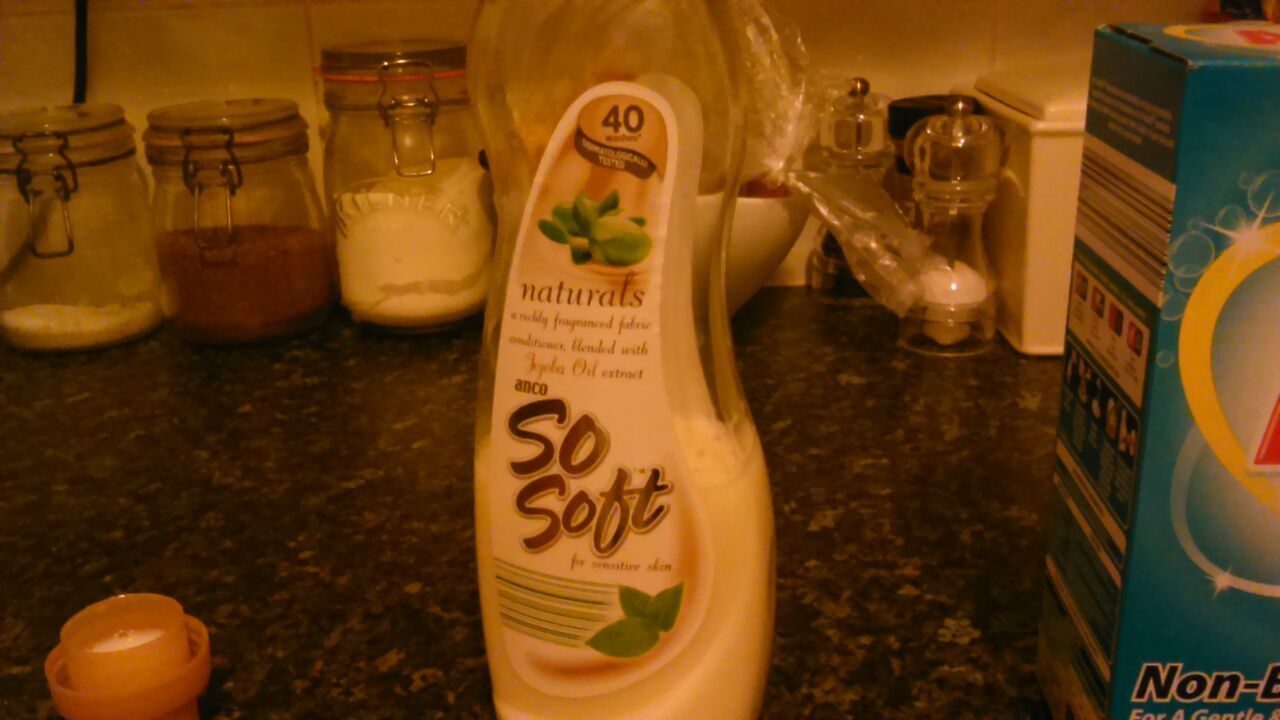 40
washes*
DERMATOLOGICALLY
TESTED
naturals
a richly fragranced fabric
conditioner, blended with
Jojoba Oil extract
anco
So
Soft
for sensitive skin
KILNER
Non-B
For A Gentle